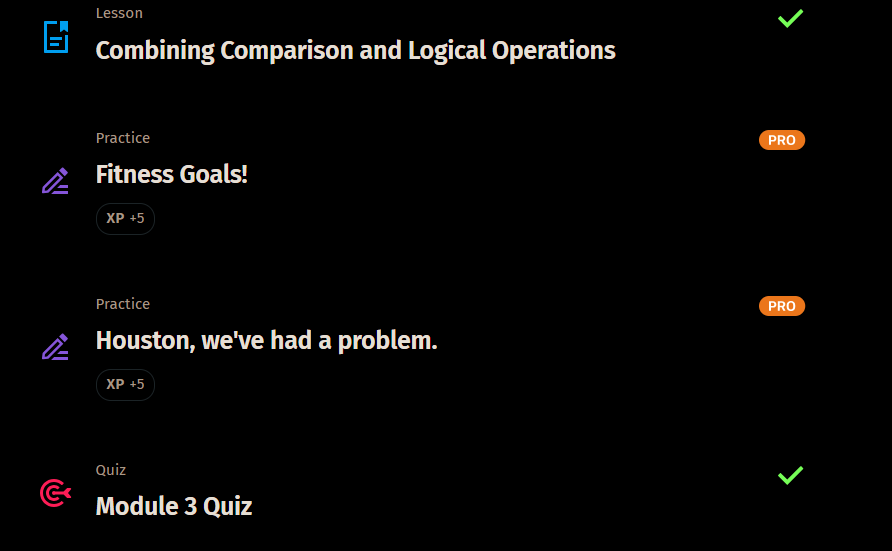 Lesson
Combining Comparison and Logical Operations
Practice
PRO
Fitness Goals!
XP +5
Practice
PRO
Houston, we've had a problem.
XP +5
Quiz
Module 3 Quiz